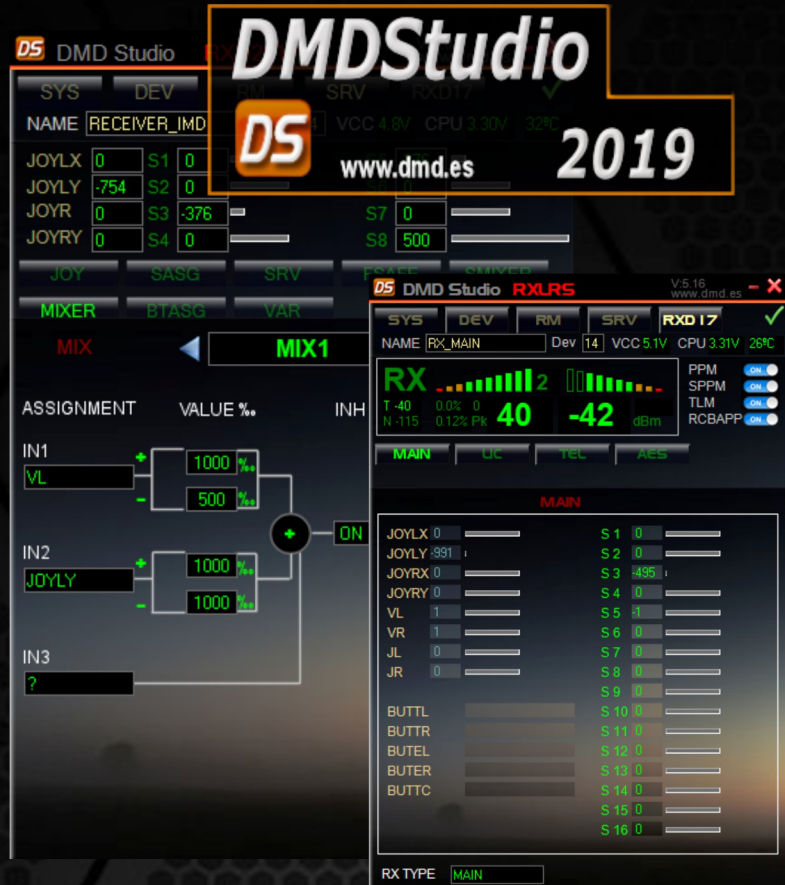 DMDStudio
DS
www.dmd.es
2019
DS DMD Studio
SYS DEV RM SRV RXD17
NAME RECEIVER_IMD VCC 4.8V CPU 3.30V 32ºC
JOYLX 0 S1 0
JOYLY -754 S2 0
JOYR 0 S3 -376 S7 0
JOYRY 0 S4 0 S8 500
JOY SASG SRV FSAFE SMIXER
MIXER BTASG VAR
MIX MIX1
ASSIGNMENT VALUE ‰ INH
IN1
VL
+ 1000 ‰
- 500 ‰
+ ON
IN2
JOYLY
+ 1000 ‰
- 1000 ‰
IN3
?
DS DMD Studio RXLRS V:5.16
www.dmd.es
SYS DEV RM SRV RXD17
NAME RX_MAIN Dev 14 VCC 5.1V CPU 3.31V 26ºC
RX 2
T -40 0.0% 0
N -115 0.12% Pk 40 -42 dBm
PPM ON
SPPM ON
TLM ON
RCBAPP ON
MAIN LIC TEL AES
MAIN
JOYLX 0 S 1 0
JOYLY -991 S 2 0
JOYRX 0 S 3 -495
JOYRY 0 S 4 0
VL 1 S 5 -1
VR 1 S 6 0
JL 0 S 7 0
JR 0 S 8 0
S 9 0
BUTTL S 10 0
BUTTR S 11 0
BUTEL S 12 0
BUTER S 13 0
BUTTC S 14 0
S 15 0
S 16 0
RX TYPE MAIN